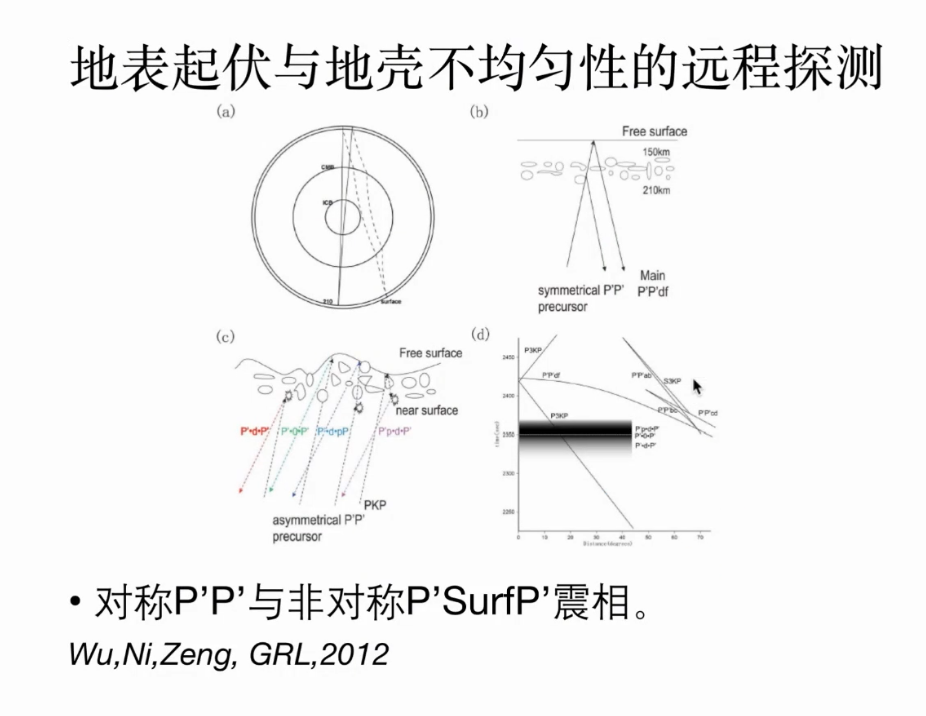 地表起伏与地壳不均匀性的远程探测
(a)
CMB
ICB
210
surface
(b)
Free surface
150km
210km
Main
symmetrical P'P' P'P'df
precursor
(c)
Free surface
near surface
P'•d•P' P'•0•P' P'•d•pP' P'p•d•P'
PKP
asymmetrical P'P'
precursor
(d)
2450
P3KP
P'P'df
P'P'ab
S3KP
2400
P'P'bc
P'P'cd
P3KP
P'p•d•P'
2350
P'•0•P'
P'•d•P'
Time(sec)
2300
2250
0 10 20 30 40 50 60 70
Distance(degrees)
• 对称P’P’与非对称P’SurfP’震相。
Wu,Ni,Zeng, GRL,2012